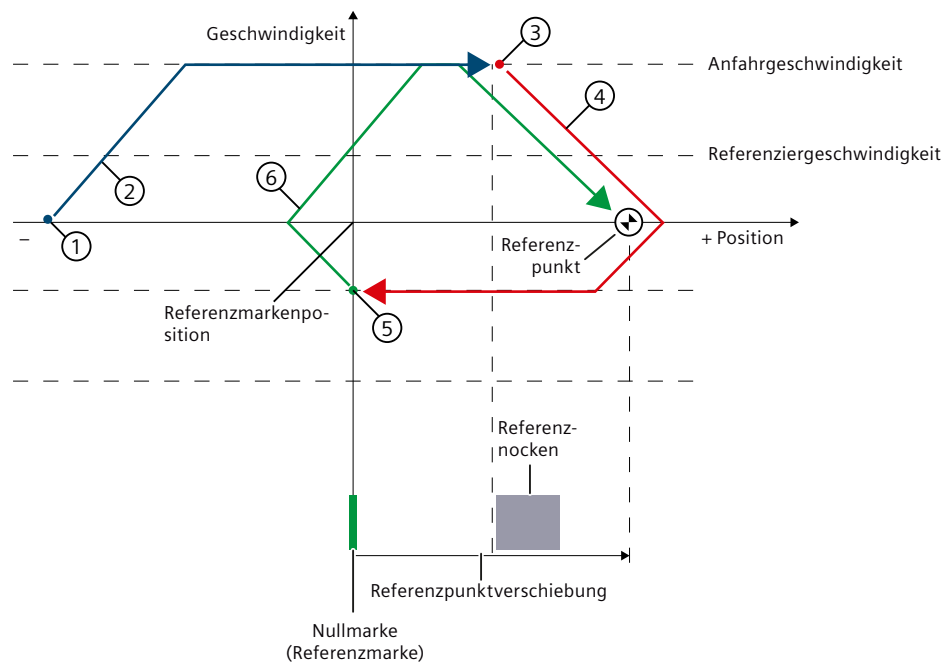 Geschwindigkeit
3
Anfahrgeschwindigkeit
4
Referenziergeschwindigkeit
6
2
1
–
Referenz-
punkt
+ Position
Referenzmarkenpo-
sition
5
Referenz-
nocken
Referenzpunktverschiebung
Nullmarke
(Referenzmarke)